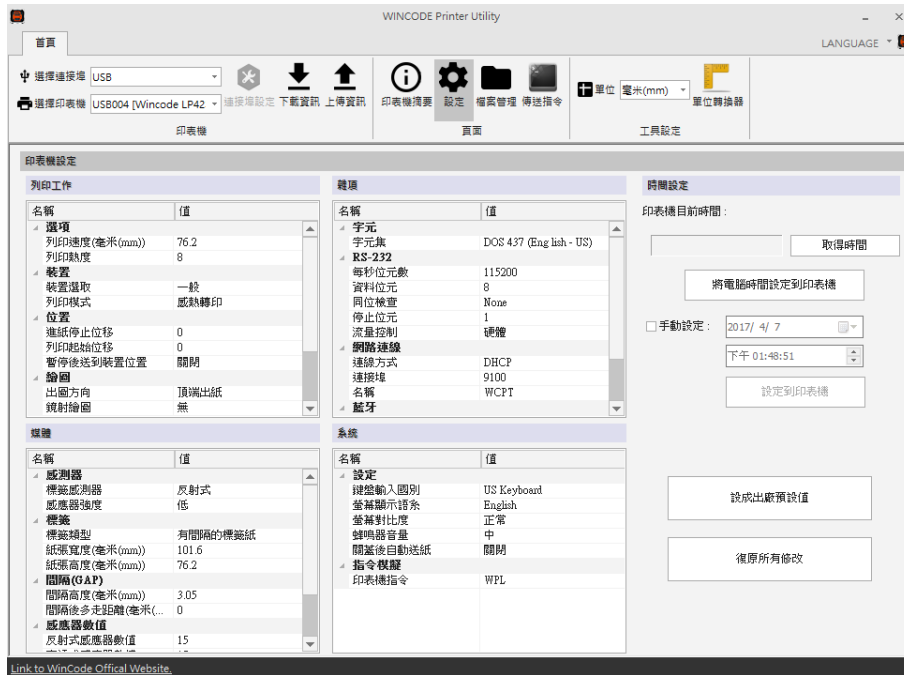 WINCODE Printer Utility
首頁
LANGUAGE
選擇連接埠 USB
選擇印表機 USB004 [Wincode LP42
連接埠設定 下載資訊 上傳資訊
印表機
印表機摘要 設定 檔案管理 傳送指令
頁面
單位 毫米(mm) 單位轉換器
工具設定
印表機設定
列印工作
名稱 值
選項
列印速度(毫米(mm)) 76.2
列印熱度 8
裝置
裝置選取 一般
列印模式 感熱轉印
位置
進紙停止位移 0
列印起始位移 0
暫停後送到裝置位置 關閉
繪圖
出圖方向 頂端出紙
鏡射繪圖 無
雜項
名稱 值
字元
字元集 DOS 437 (English - US)
RS-232
每秒位元數 115200
資料位元 8
同位檢查 None
停止位元 1
流量控制 硬體
網路連線
連線方式 DHCP
連接埠 9100
名稱 WCPT
藍牙
時間設定
印表機目前時間 :
取得時間
將電腦時間設定到印表機
手動設定 : 2017/ 4/ 7
下午 01:48:51
設定到印表機
媒體
名稱 值
感測器
標籤感測器 反射式
感應器強度 低
標籤
標籤類型 有間隔的標籤紙
紙張寬度(毫米(mm)) 101.6
紙張高度(毫米(mm)) 76.2
間隔(GAP)
間隔高度(毫米(mm)) 3.05
間隔後多走距離(毫米(... 0
感應器數值
反射式感應器數值 15
系統
名稱 值
設定
鍵盤輸入國別 US Keyboard
螢幕顯示語系 English
螢幕對比度 正常
蜂鳴器音量 中
關蓋後自動送紙 關閉
指令模擬
印表機指令 WPL
設成出廠預設值
復原所有修改
Link to WinCode Offical Website.